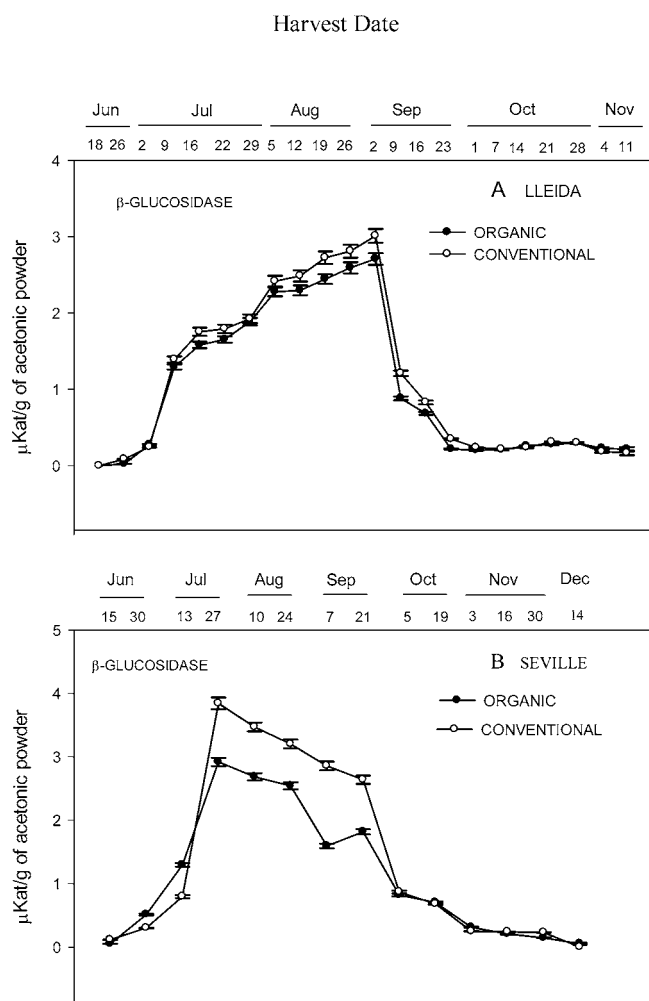 Harvest Date
Jun Jul Aug Sep Oct Nov
18 26 2 9 16 22 29 5 12 19 26 2 9 16 23 1 7 14 21 28 4 11
4
β-GLUCOSIDASE
A LLEIDA
ORGANIC
CONVENTIONAL
3
2
1
0
μKat/g of acetonic powder
Jun Jul Aug Sep Oct Nov Dec
15 30 13 27 10 24 7 21 5 19 3 16 30 14
5
β-GLUCOSIDASE
B SEVILLE
ORGANIC
CONVENTIONAL
4
3
2
1
0
μKat/g of acetonic powder